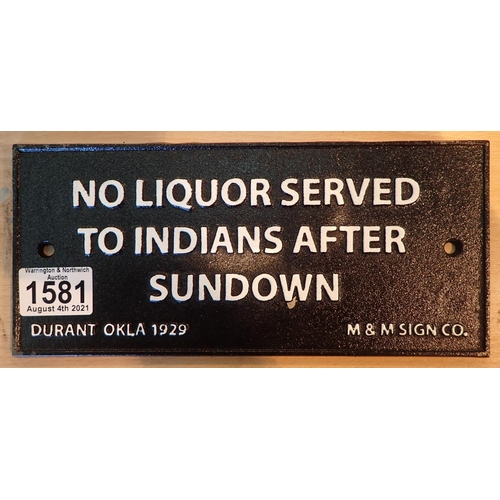 NO LIQUOR SERVED
TO INDIANS AFTER
SUNDOWN
Warrington & Northwich
Auction
1581
August 4th 2021
DURANT OKLA 1929
M & M SIGN CO.